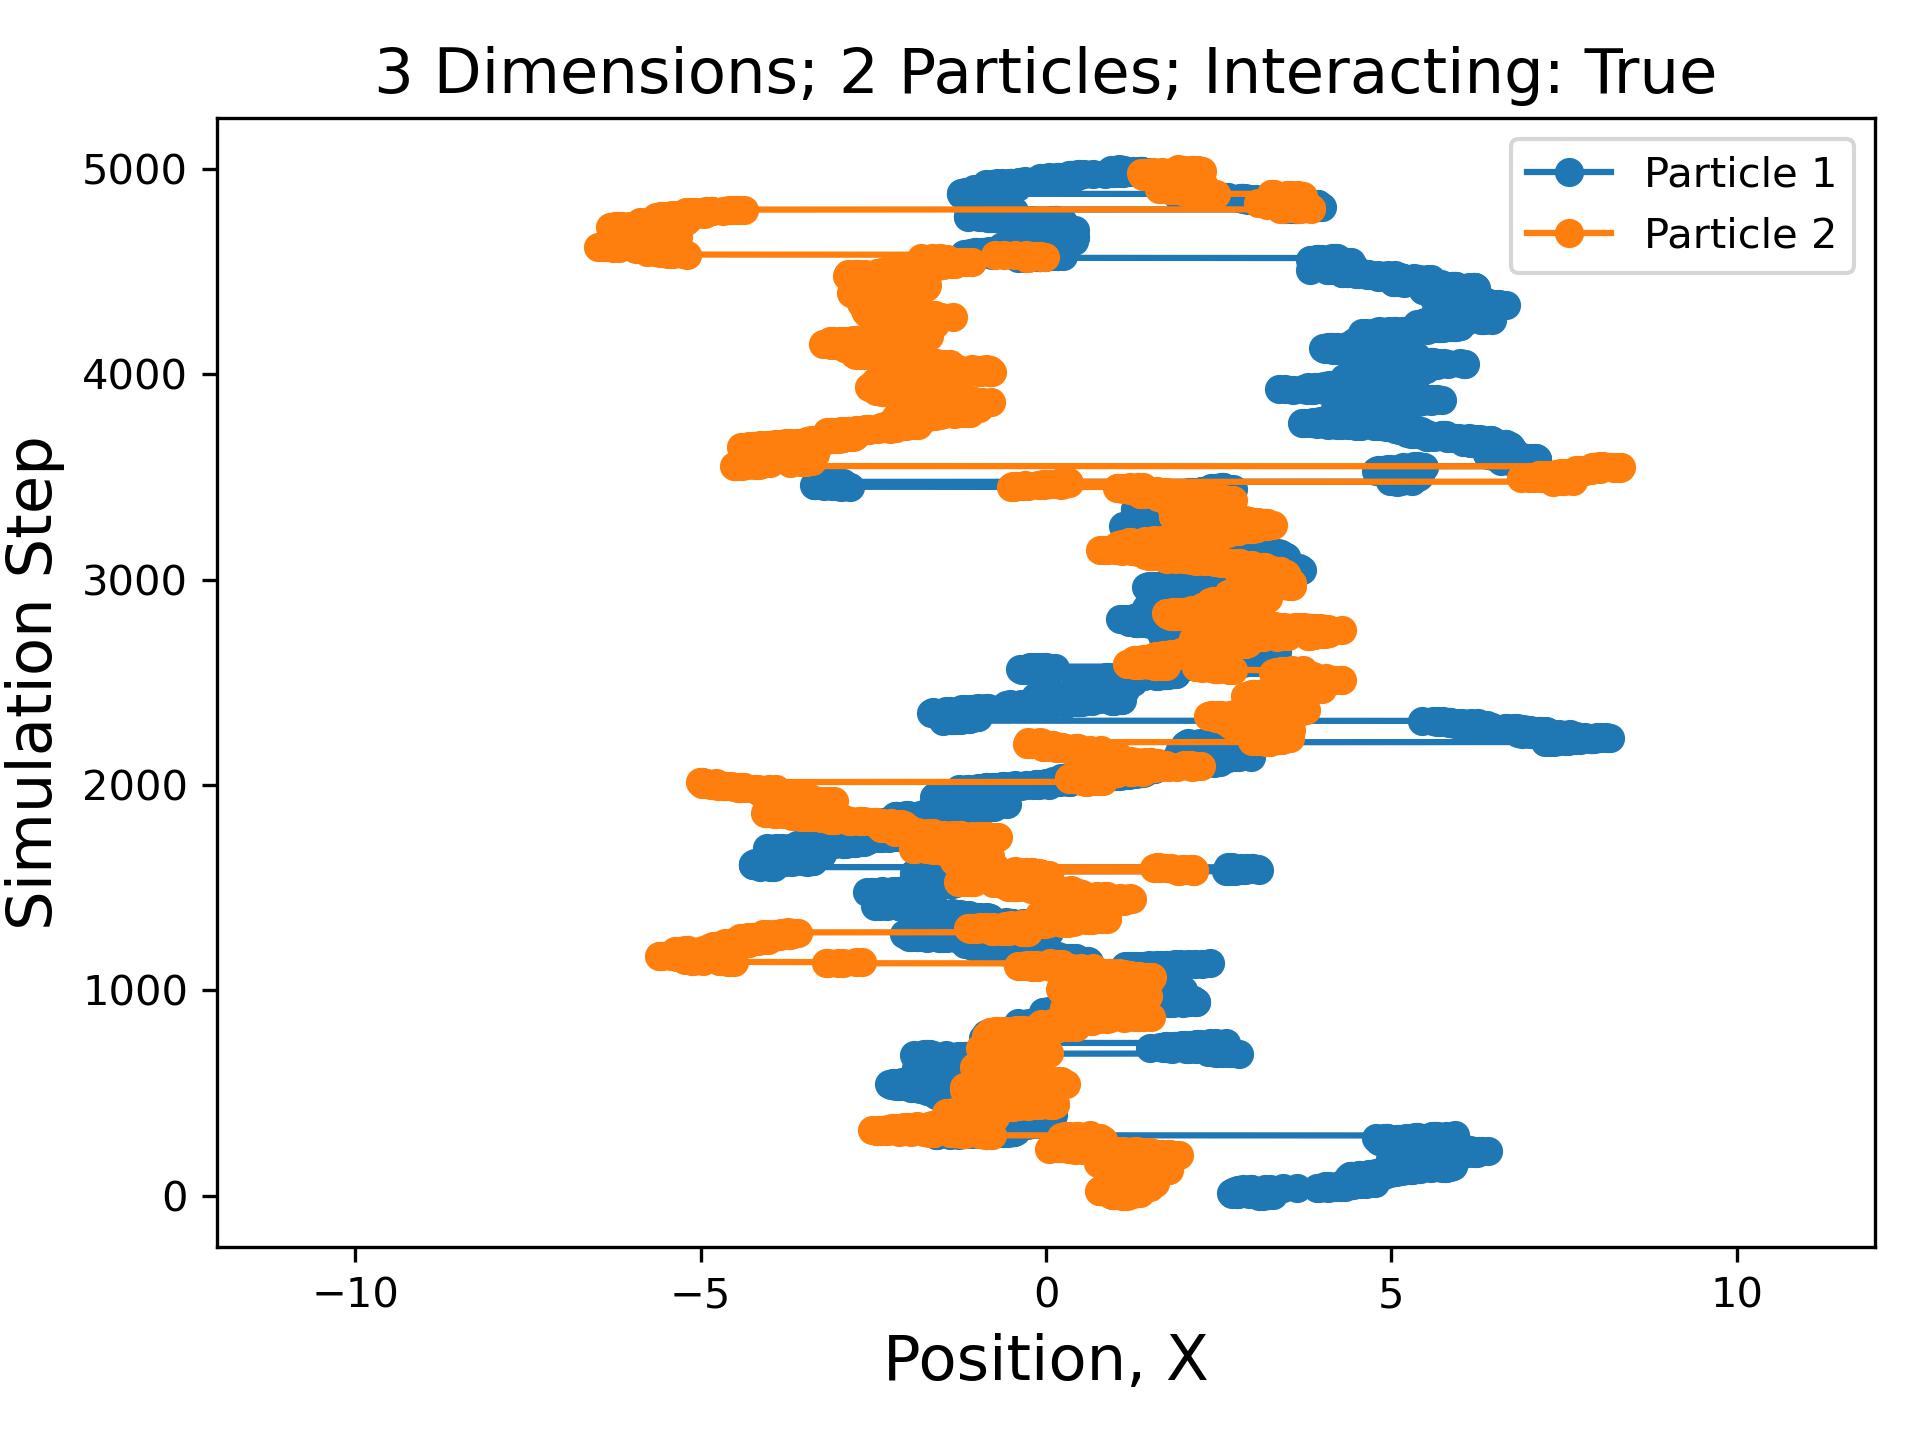 3 Dimensions; 2 Particles; Interacting: True
Particle 1
Particle 2
5000
4000
3000
2000
1000
0
Simulation Step
−10
−5
0
5
10
Position, X